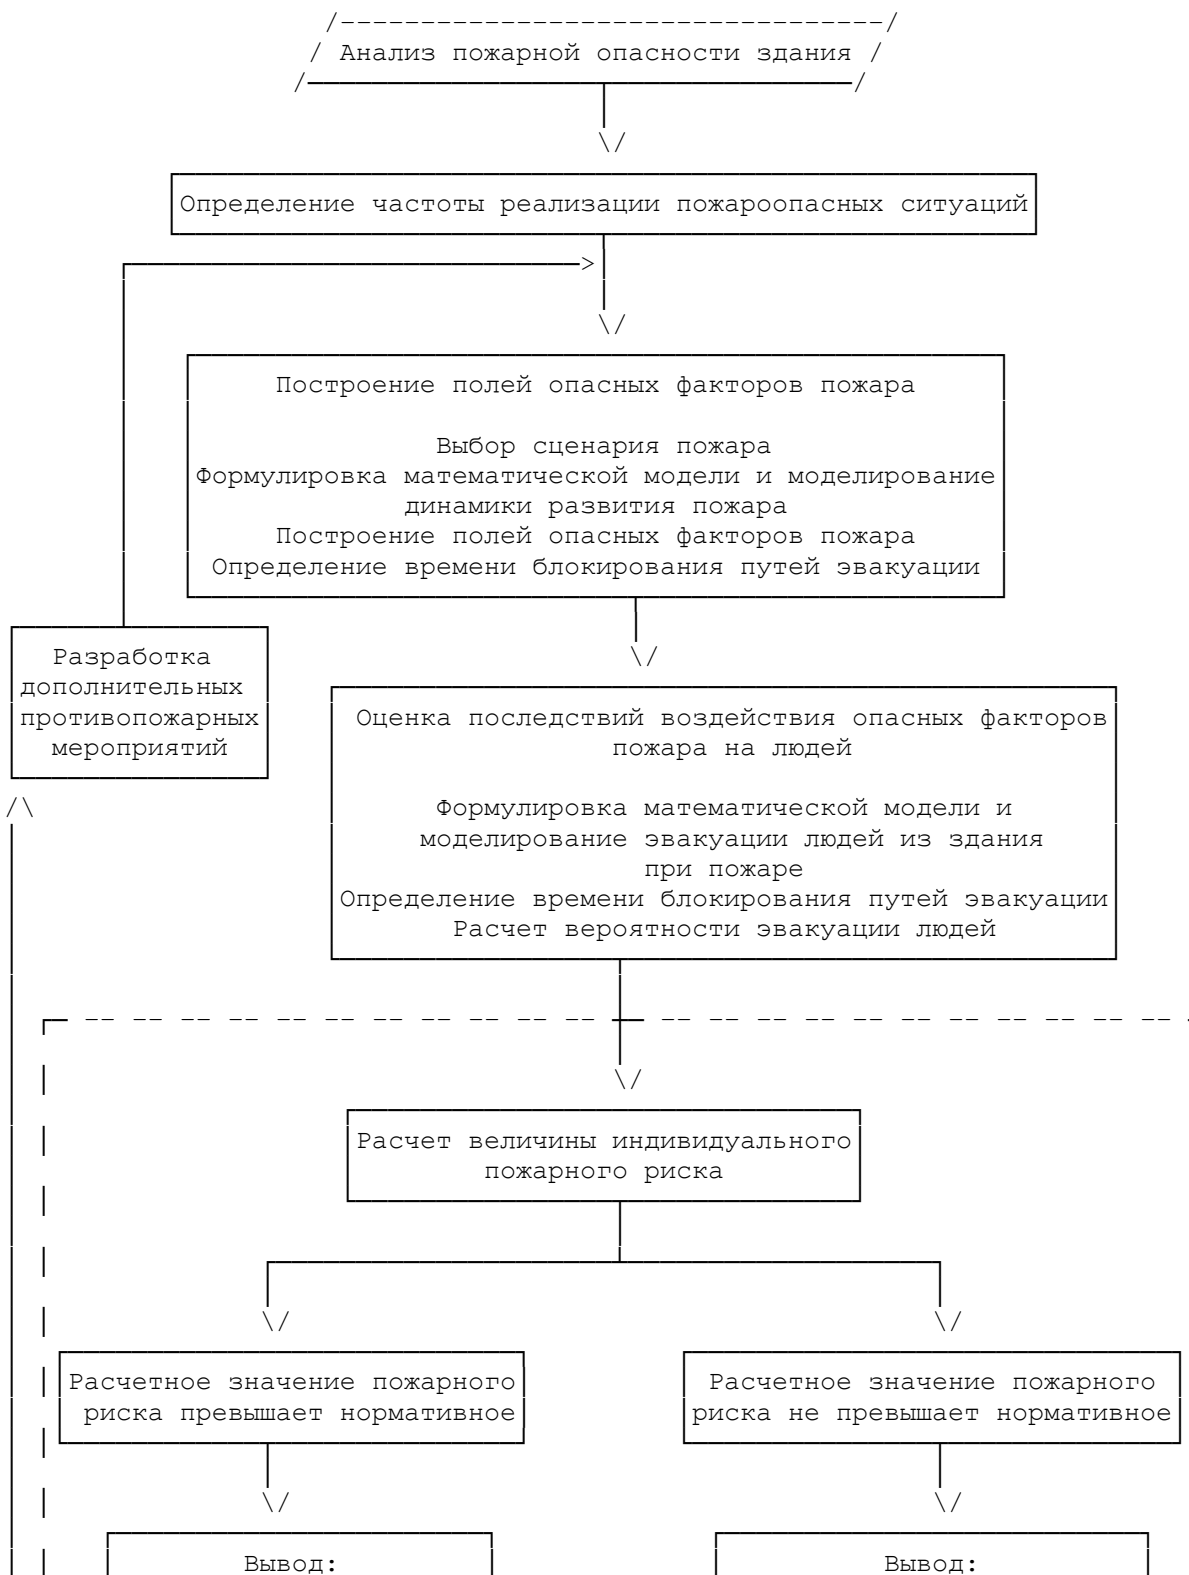 Анализ пожарной опасности здания
Определение частоты реализации пожароопасных ситуаций
Построение полей опасных факторов пожара
Выбор сценария пожара
Формулировка математической модели и моделирование
динамики развития пожара
Построение полей опасных факторов пожара
Определение времени блокирования путей эвакуации
Разработка
дополнительных
противопожарных
мероприятий
Оценка последствий воздействия опасных факторов
пожара на людей
Формулировка математической модели и
моделирование эвакуации людей из здания
при пожаре
Определение времени блокирования путей эвакуации
Расчет вероятности эвакуации людей
Расчет величины индивидуального
пожарного риска
Расчетное значение пожарного
риска превышает нормативное
Расчетное значение пожарного
риска не превышает нормативное
Вывод:
Вывод: